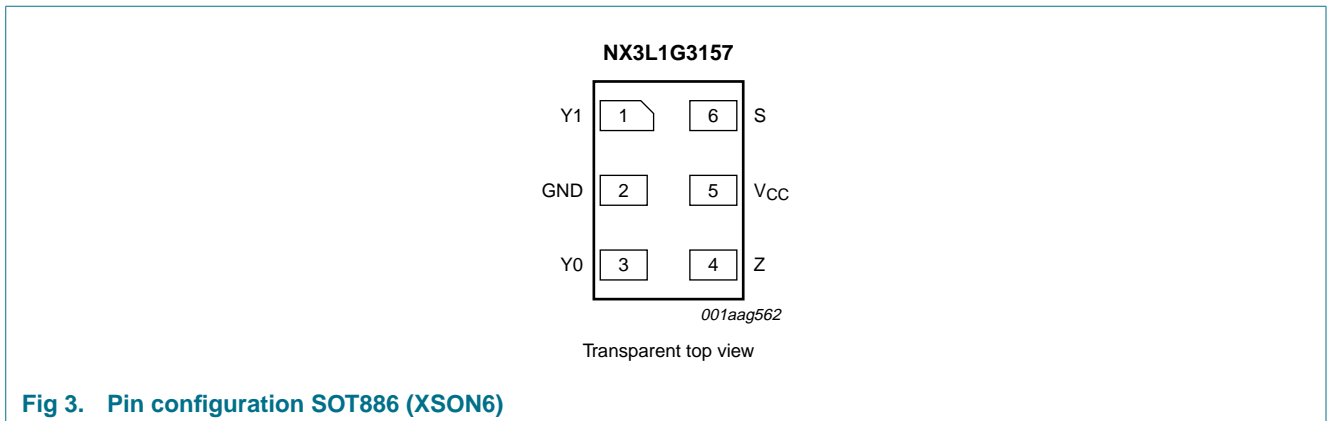 NX3L1G3157
Y1 1 6 S
GND 2 5 VCC
Y0 3 4 Z
001aag562
Transparent top view
Fig 3. Pin configuration SOT886 (XSON6)